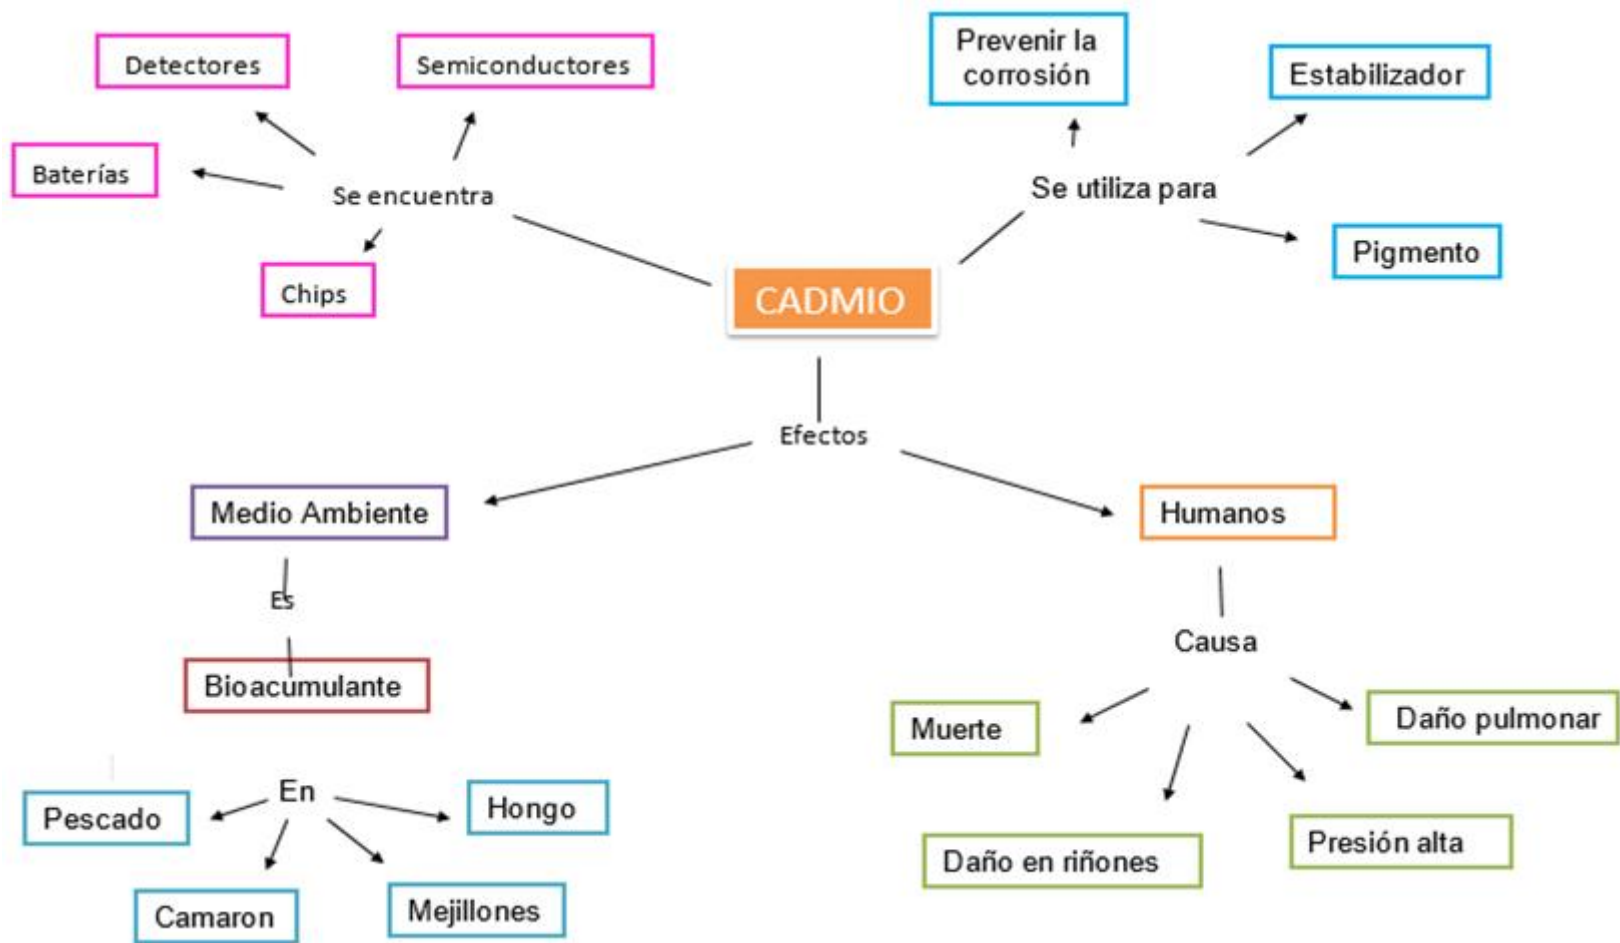 Detectores
Semiconductores
Prevenir la
corrosión
Estabilizador
Baterías
Se encuentra
Se utiliza para
Pigmento
Chips
CADMIO
Efectos
Medio Ambiente
Humanos
Es
Causa
Bioacumulante
Muerte
Daño pulmonar
En
Hongo
Pescado
Presión alta
Daño en riñones
Camaron
Mejillones